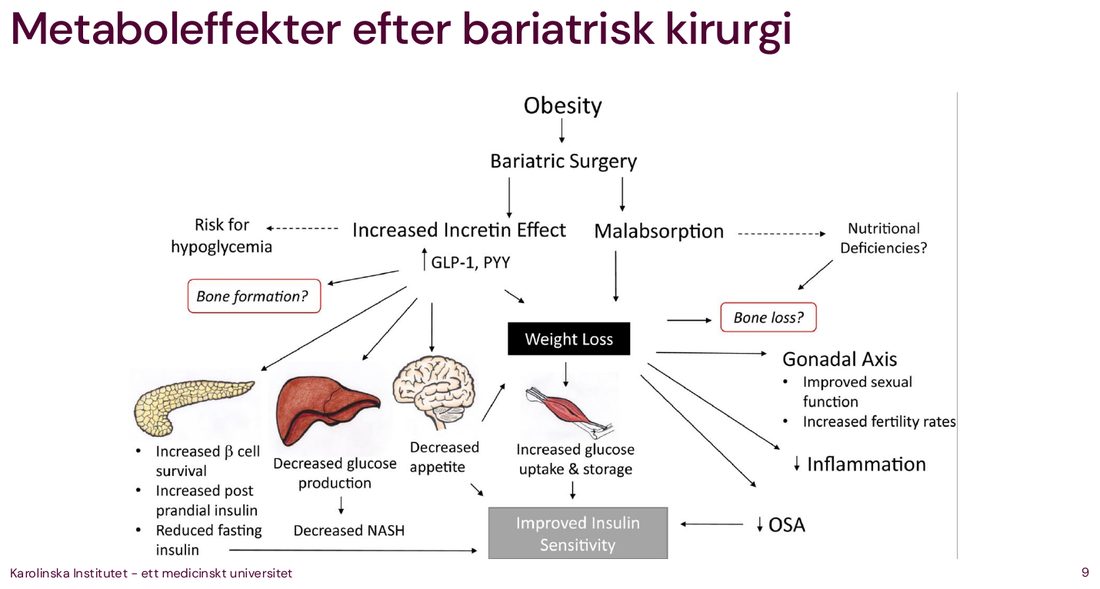 Metaboleffekter efter bariatrisk kirurgi
Obesity
Bariatric Surgery
Risk for
hypoglycemia
Increased Incretin Effect
Malabsorption
Nutritional
Deficiencies?
↑ GLP-1, PYY
Bone formation?
Bone loss?
Weight Loss
Gonadal Axis
• Improved sexual
function
• Increased fertility rates
• Increased β cell
survival
• Increased post
prandial insulin
• Reduced fasting
insulin
Decreased glucose
production
Decreased NASH
Decreased
appetite
Increased glucose
uptake & storage
↓ Inflammation
Improved Insulin
Sensitivity
↓ OSA
Karolinska Institutet – ett medicinskt universitet
9